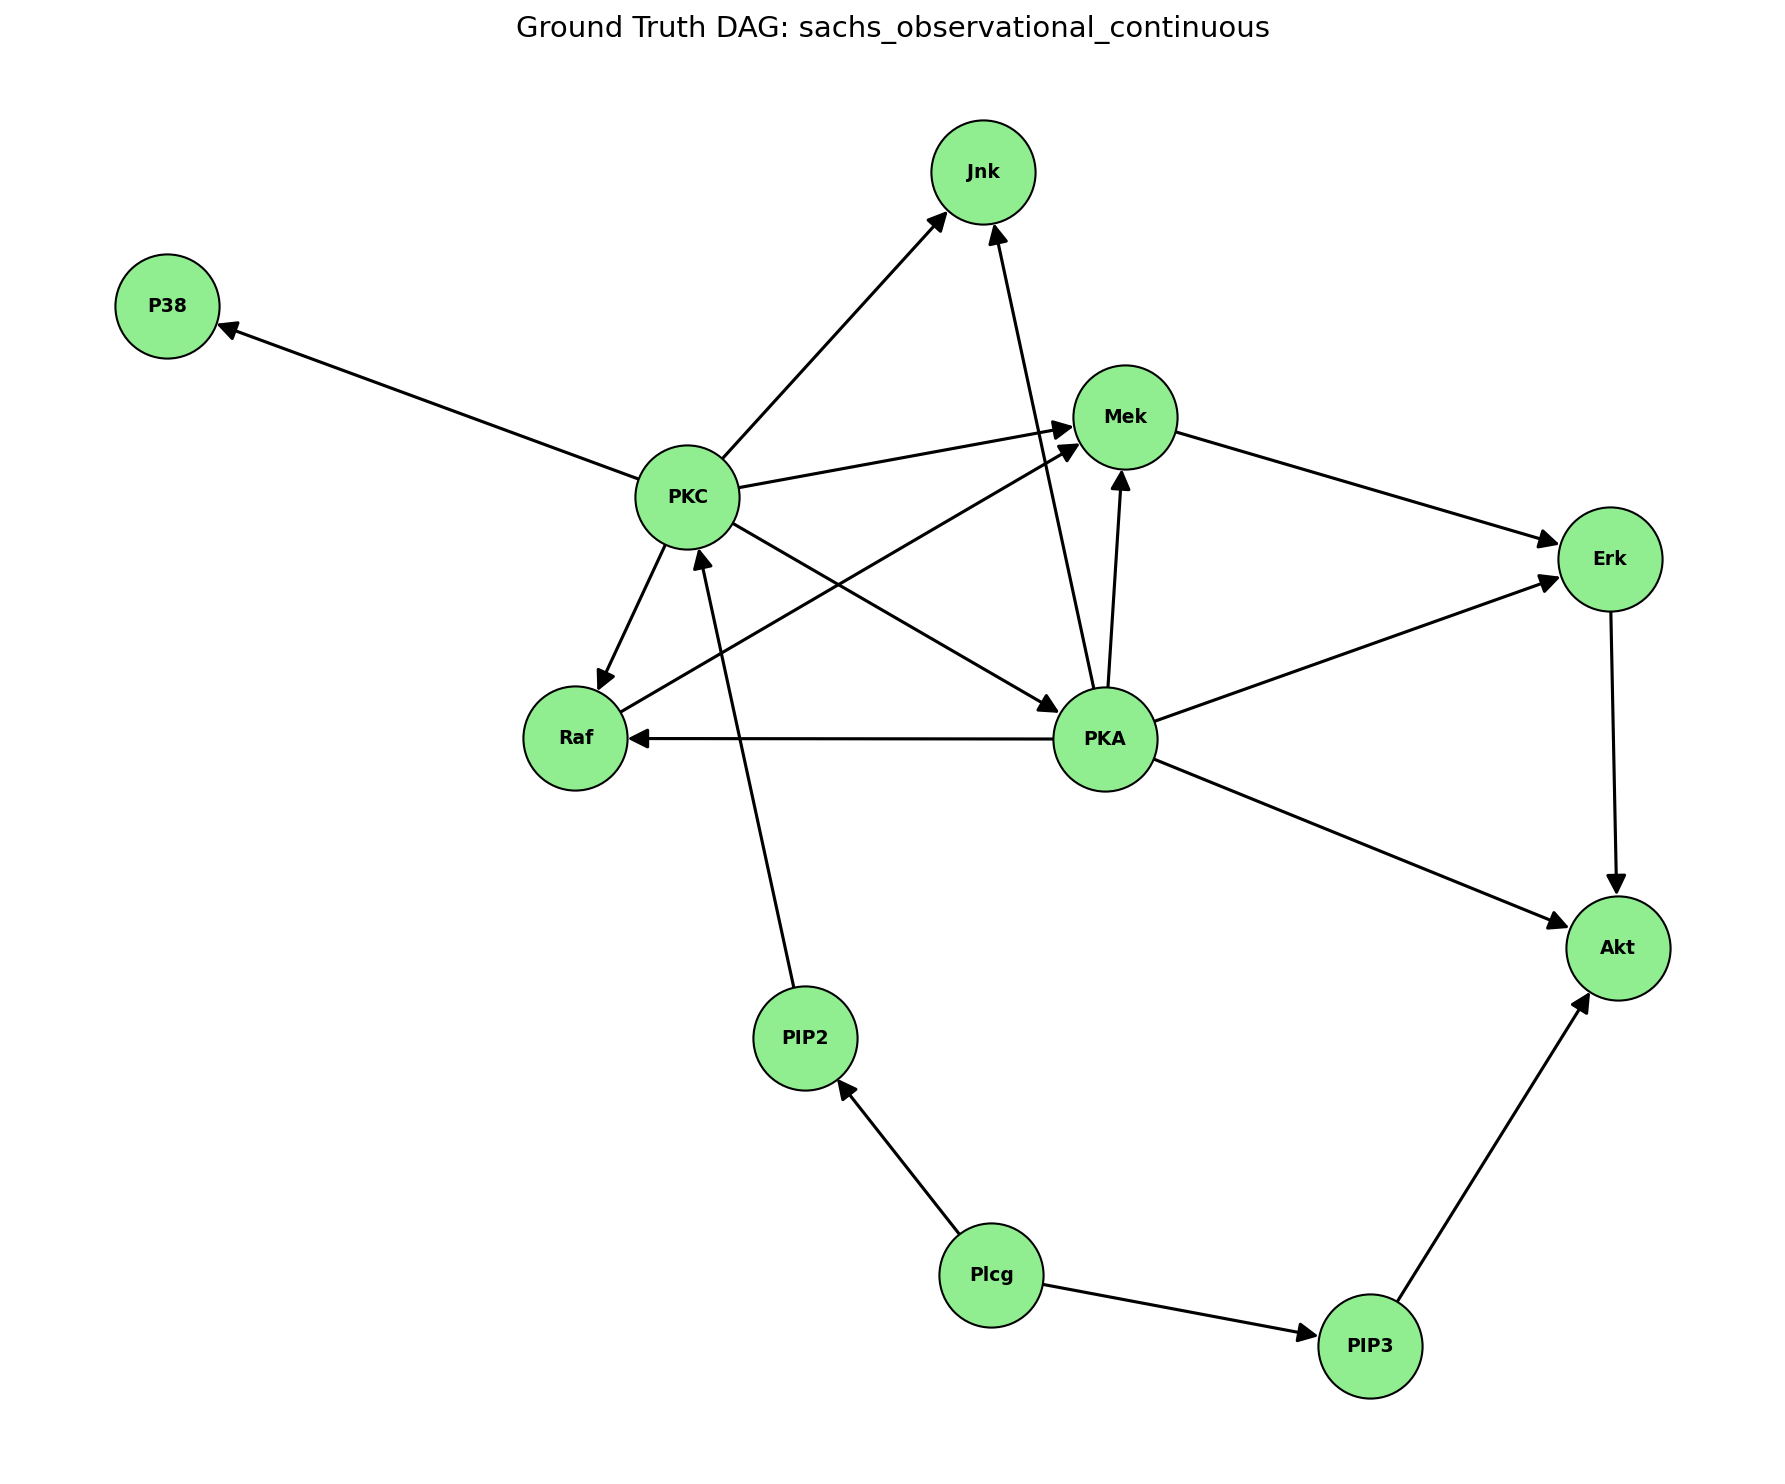 Ground Truth DAG: sachs_observational_continuous
Jnk
P38
Mek
PKC
Erk
Raf
PKA
Akt
PIP2
Plcg
PIP3